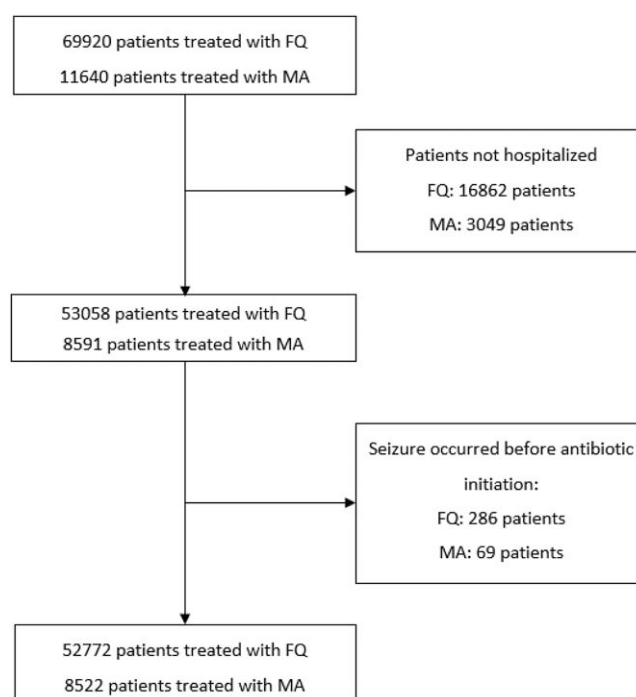 69920 patients treated with FQ
11640 patients treated with MA
Patients not hospitalized
FQ: 16862 patients
MA: 3049 patients
53058 patients treated with FQ
8591 patients treated with MA
Seizure occurred before antibiotic
initiation:
FQ: 286 patients
MA: 69 patients
52772 patients treated with FQ
8522 patients treated with MA